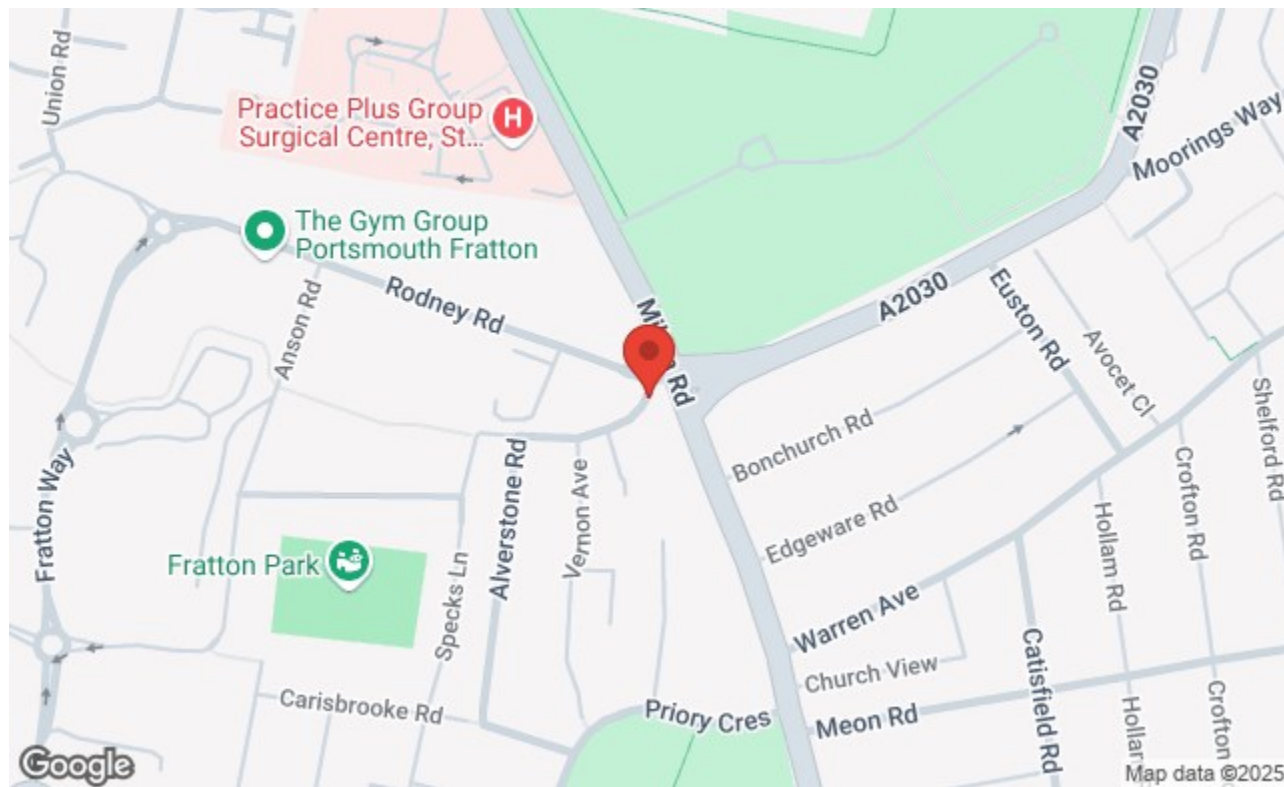 Union Rd
Practice Plus Group
Surgical Centre, St...
H
A2030
Moorings Way
The Gym Group
Portsmouth Fratton
Rodney Rd
Anson Rd
A2030
Euston Rd
Avocet Cl
Rd
Shelford Rd
Bonchurch Rd
Fratton Way
Alverstone Rd
Vernon Ave
Crofton Rd
Edgeware Rd
Hollam Rd
Fratton Park
Specks Ln
Warren Ave
Catisfield Rd
Church View
Carisbrooke Rd
Priory Cres
Meon Rd
Crofton
Google
Map data ©2025